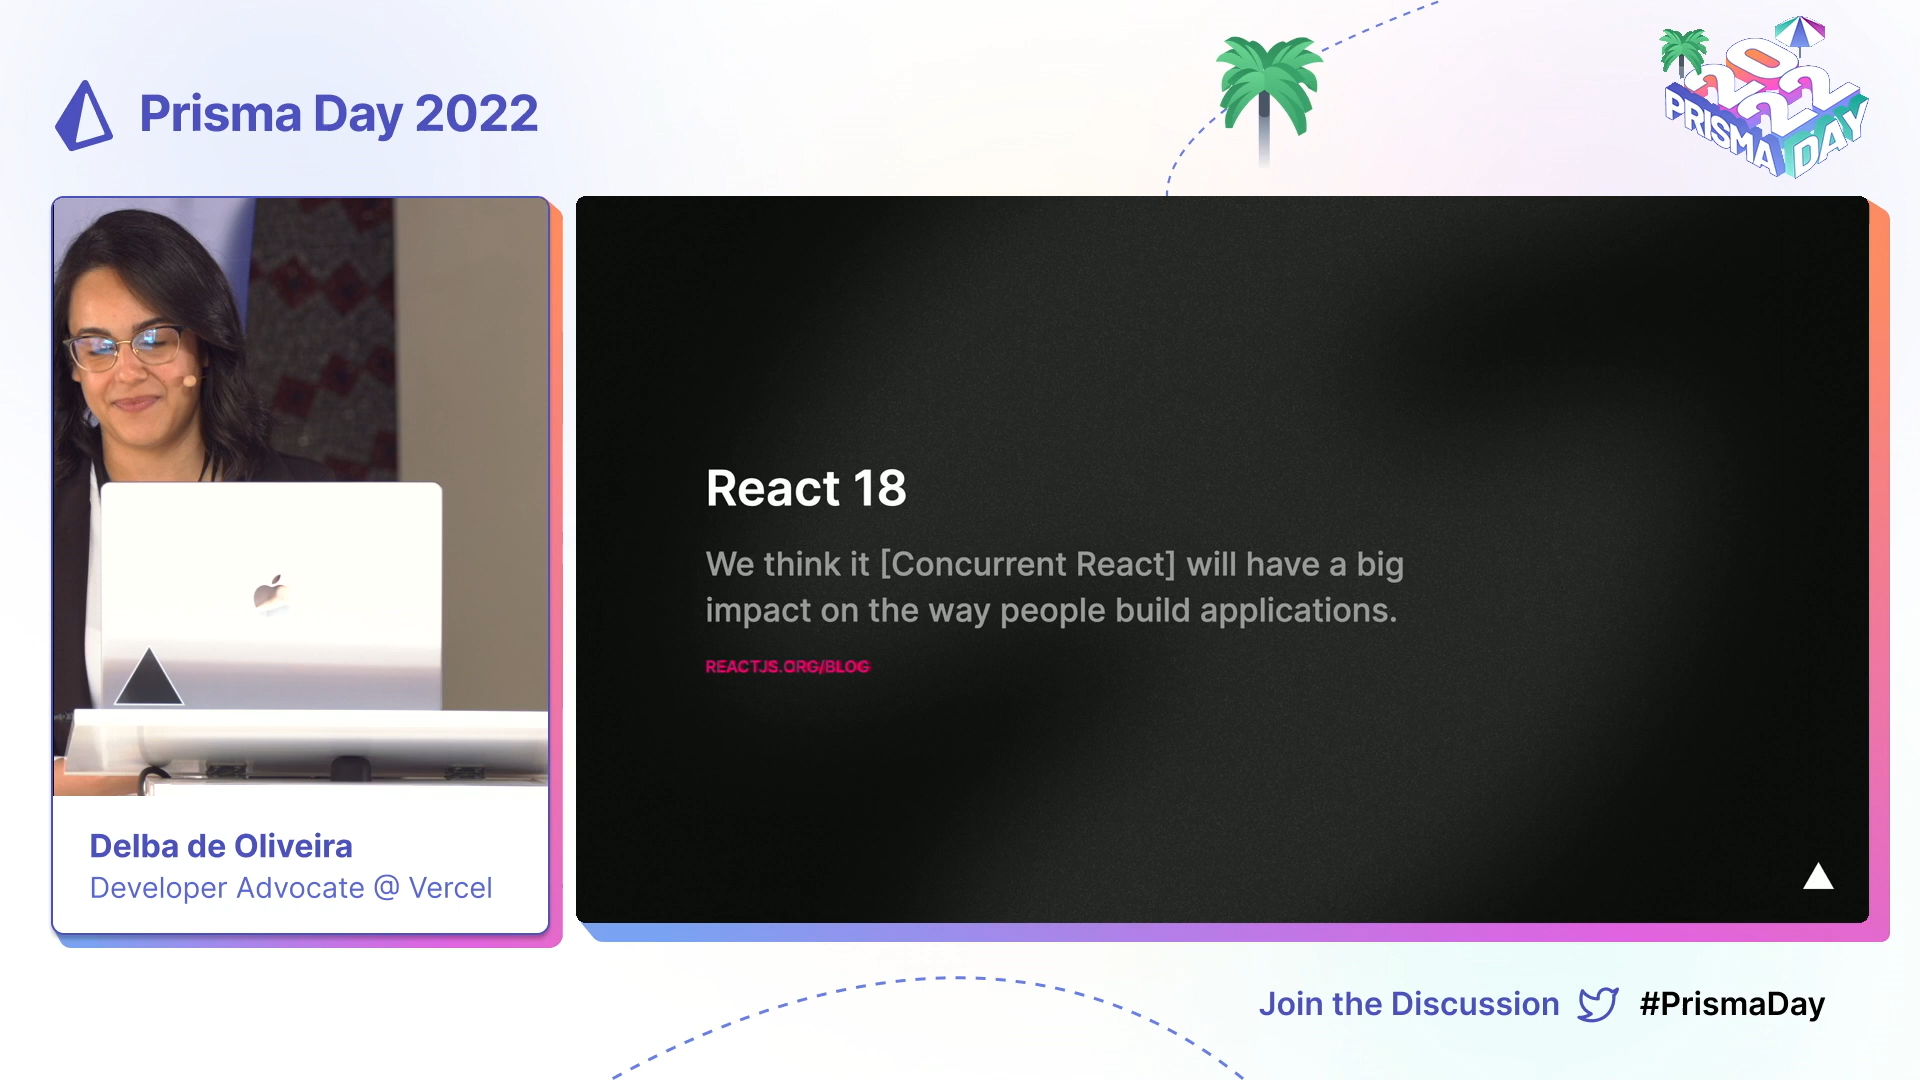 Prisma Day 2022
2022
PRISMA DAY
React 18
We think it [Concurrent React] will have a big
impact on the way people build applications.
REACTJS.ORG/BLOG
Delba de Oliveira
Developer Advocate @ Vercel
Join the Discussion #PrismaDay